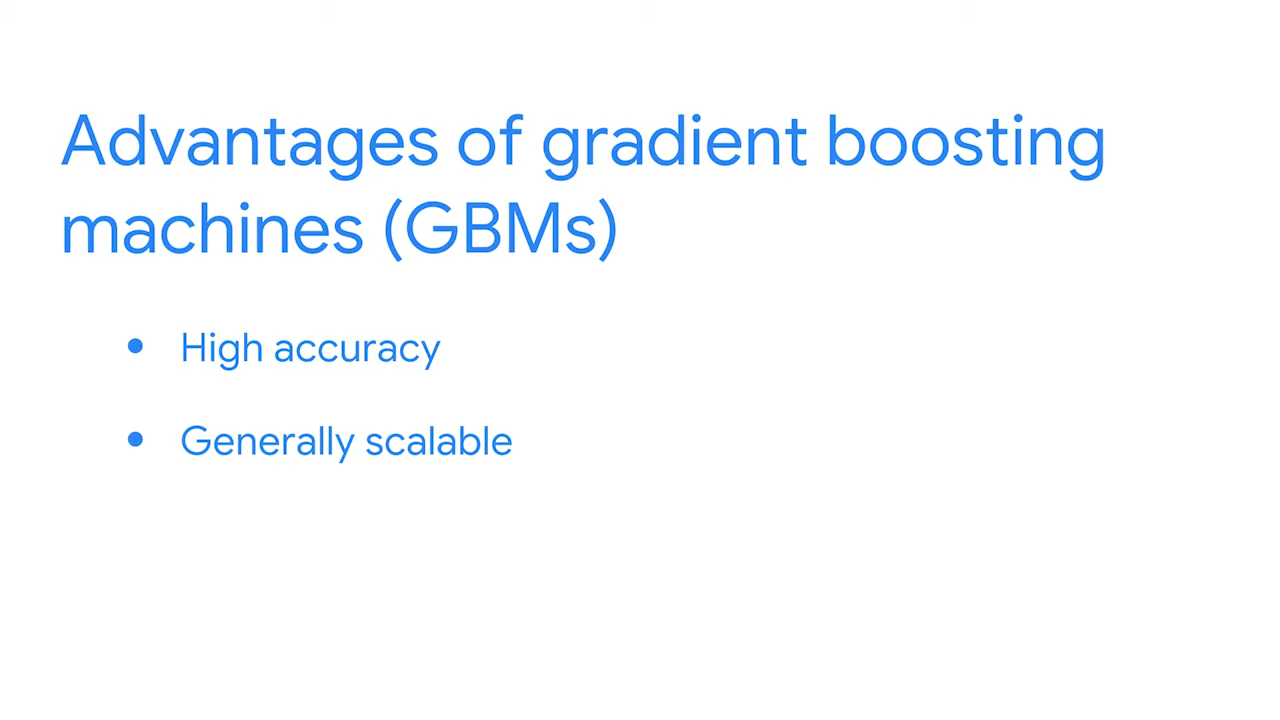 Advantages of gradient boosting
machines (GBMs)
• High accuracy
• Generally scalable